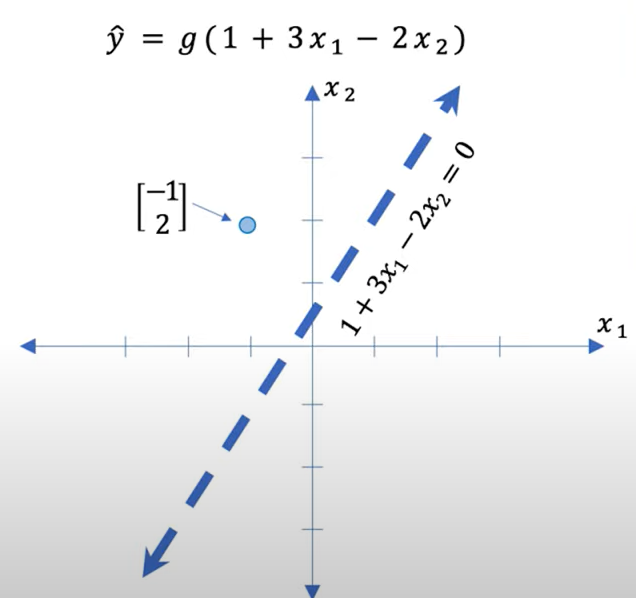 ŷ = g(1 + 3x₁ − 2x₂)
x₂
[−1
2]
1 + 3x₁ − 2x₂ = 0
x₁